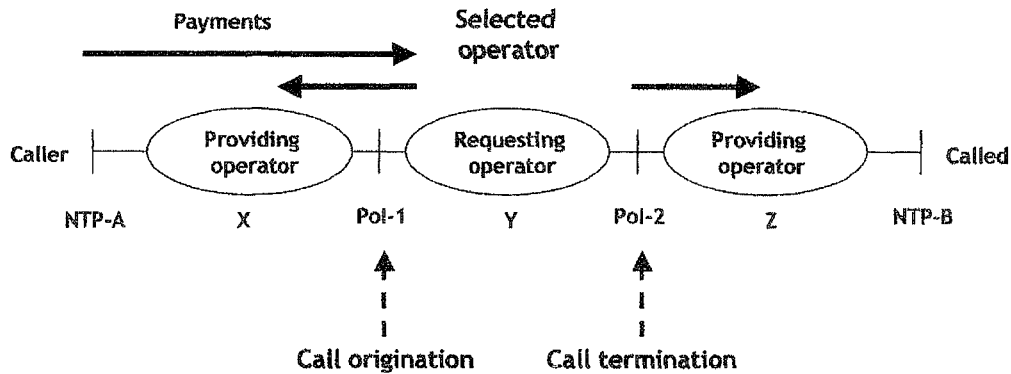 Payments
Selected
operator
Providing
operator
Requesting
operator
Providing
operator
Caller
Called
NTP-A
X
PoI-1
Y
PoI-2
Z
NTP-B
Call origination
Call termination